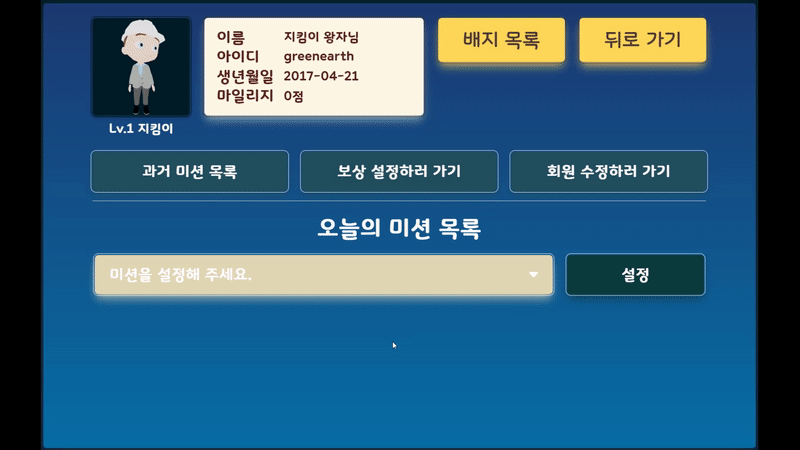 이름 지킴이 왕자님
아이디 greenearth
생년월일 2017-04-21
마일리지 0점
배지 목록
뒤로 가기
Lv.1 지킴이
과거 미션 목록
보상 설정하러 가기
회원 수정하러 가기
오늘의 미션 목록
미션을 설정해 주세요.
설정